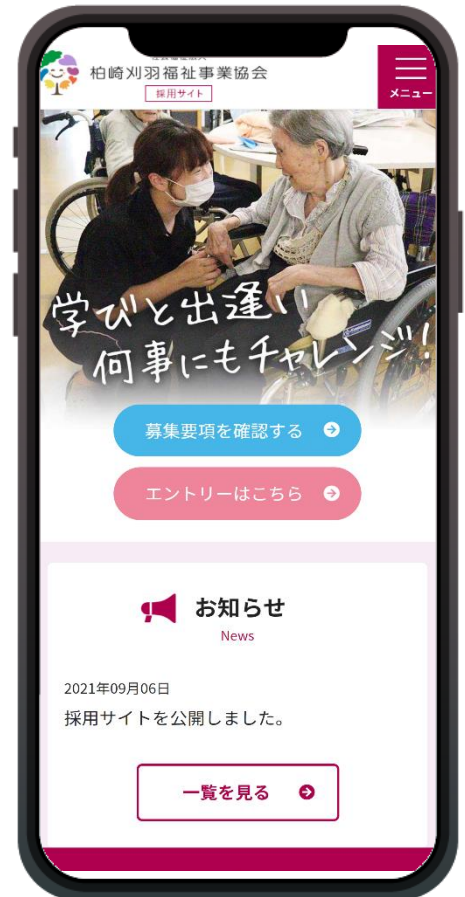 柏崎刈羽福祉事業協会
採用サイト
メニュー
学びと出逢い
何事にもチャレンジ!
募集要項を確認する
エントリーはこちら
お知らせ
News
2021年09月06日
採用サイトを公開しました。
一覧を見る